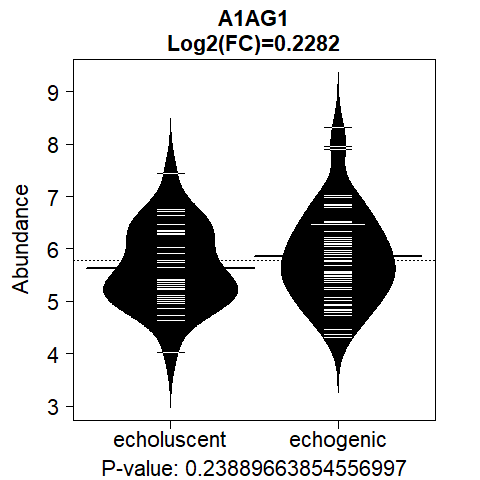 A1AG1
Log2(FC)=0.2282
9
8
7
6
5
4
3
Abundance
echoluscent echogenic
P-value: 0.23889663854556997